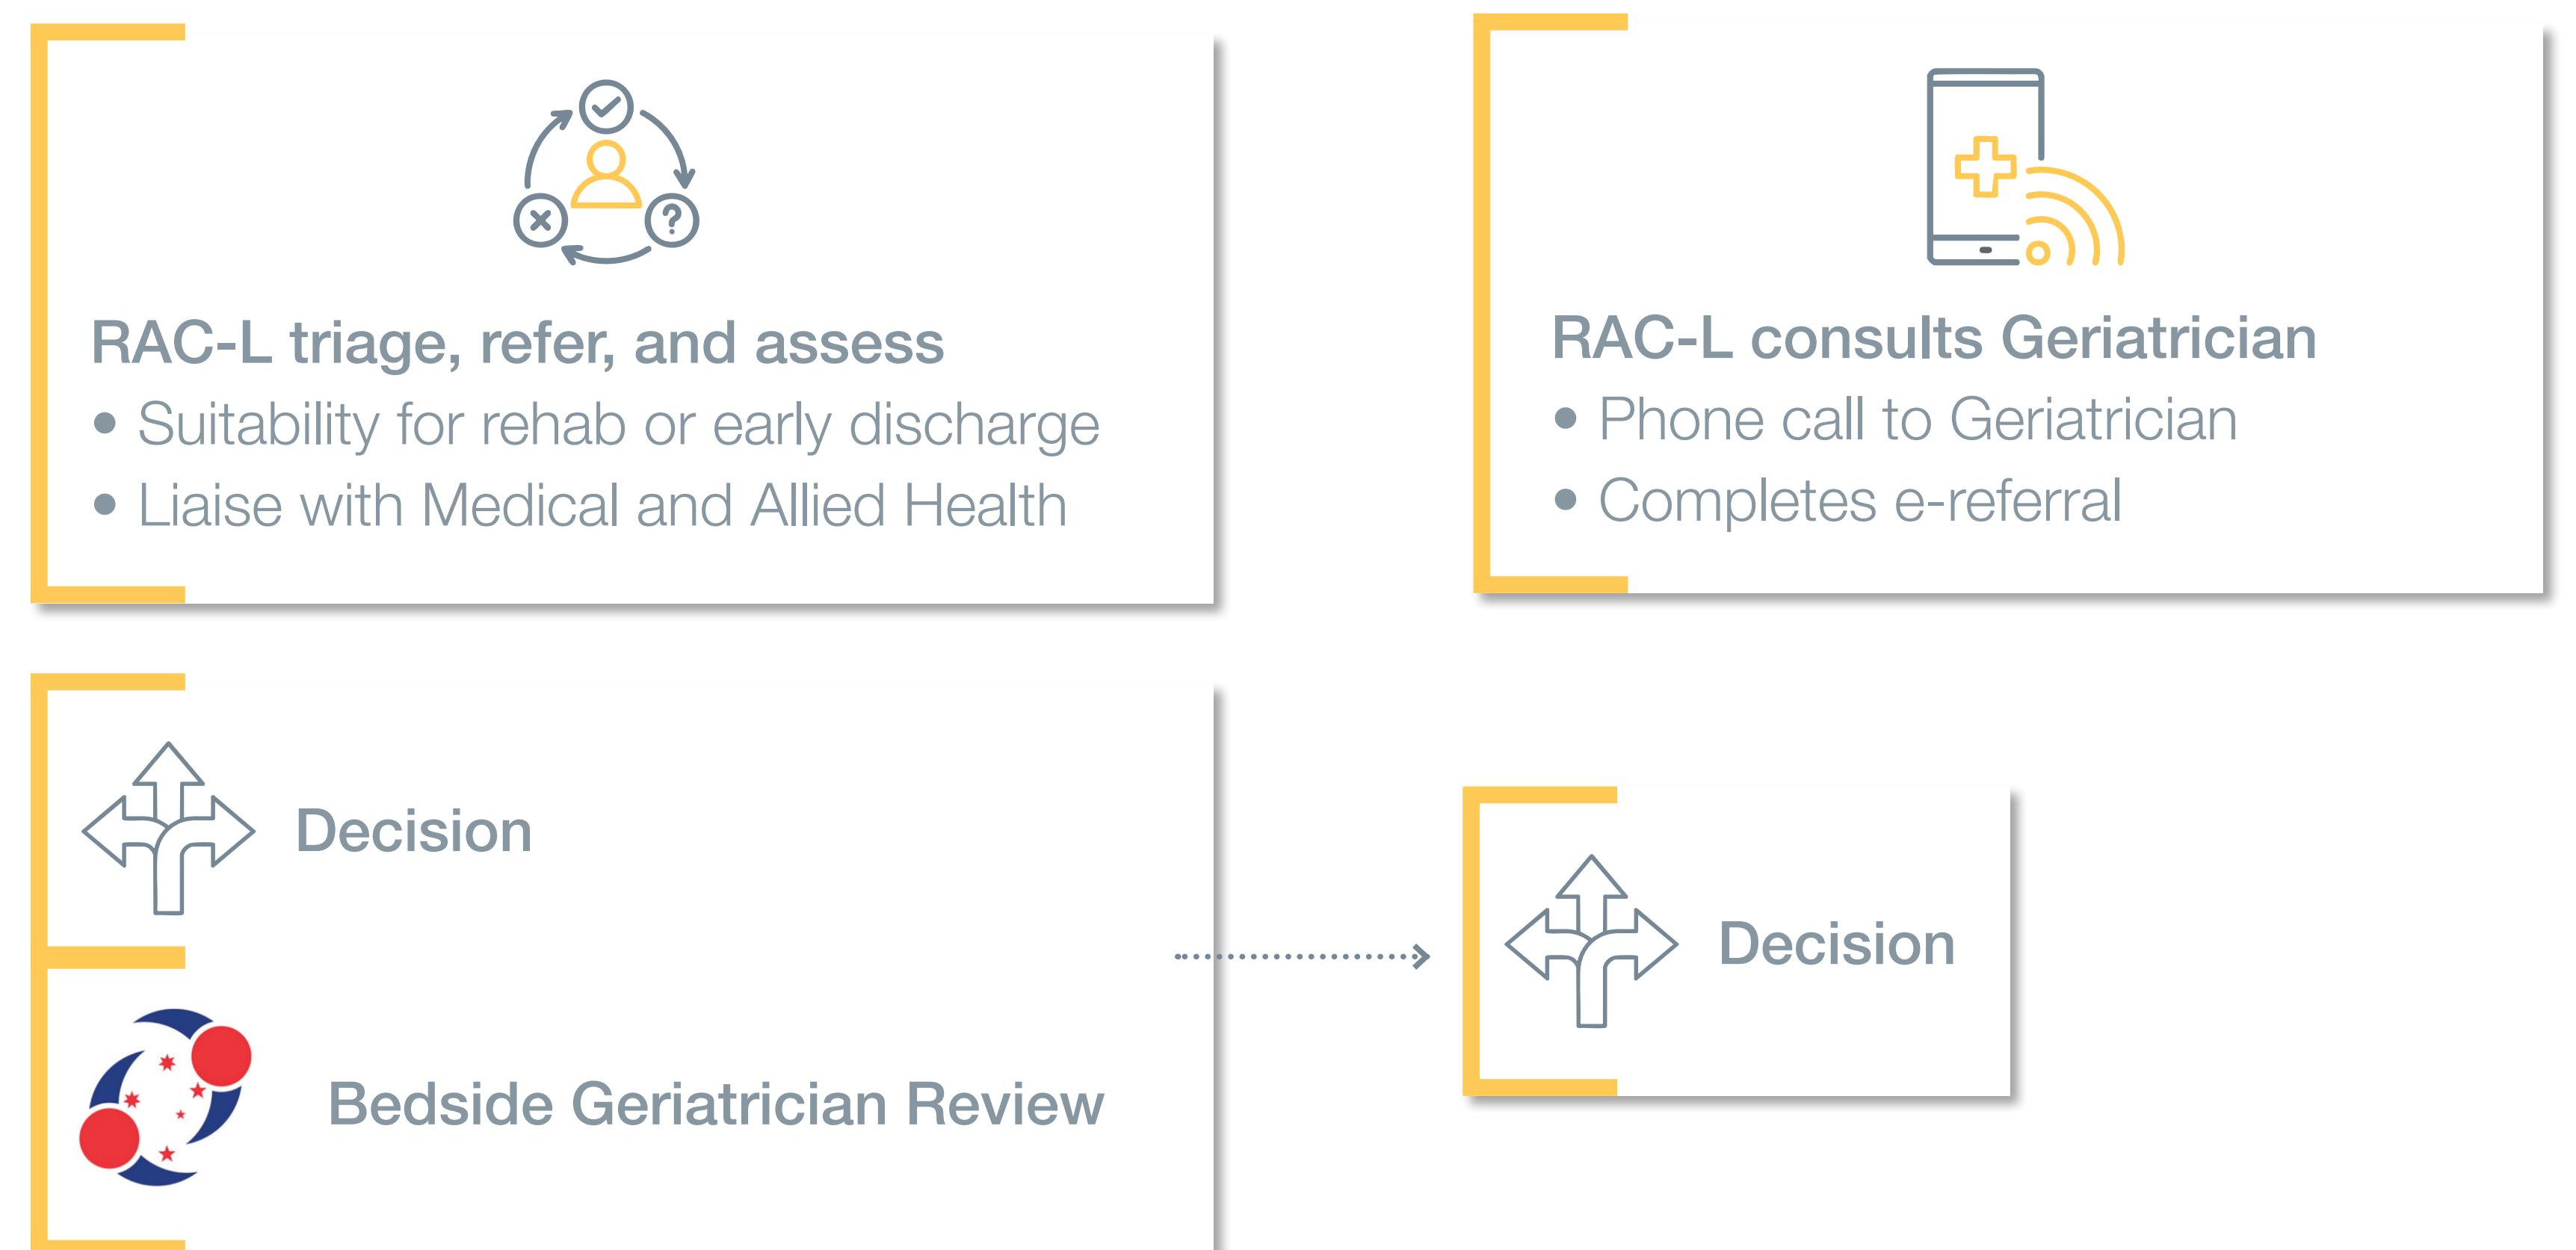 RAC-L triage, refer, and assess
• Suitability for rehab or early discharge
• Liaise with Medical and Allied Health
RAC-L consults Geriatrician
• Phone call to Geriatrician
• Completes e-referral
Decision
Bedside Geriatrician Review
Decision